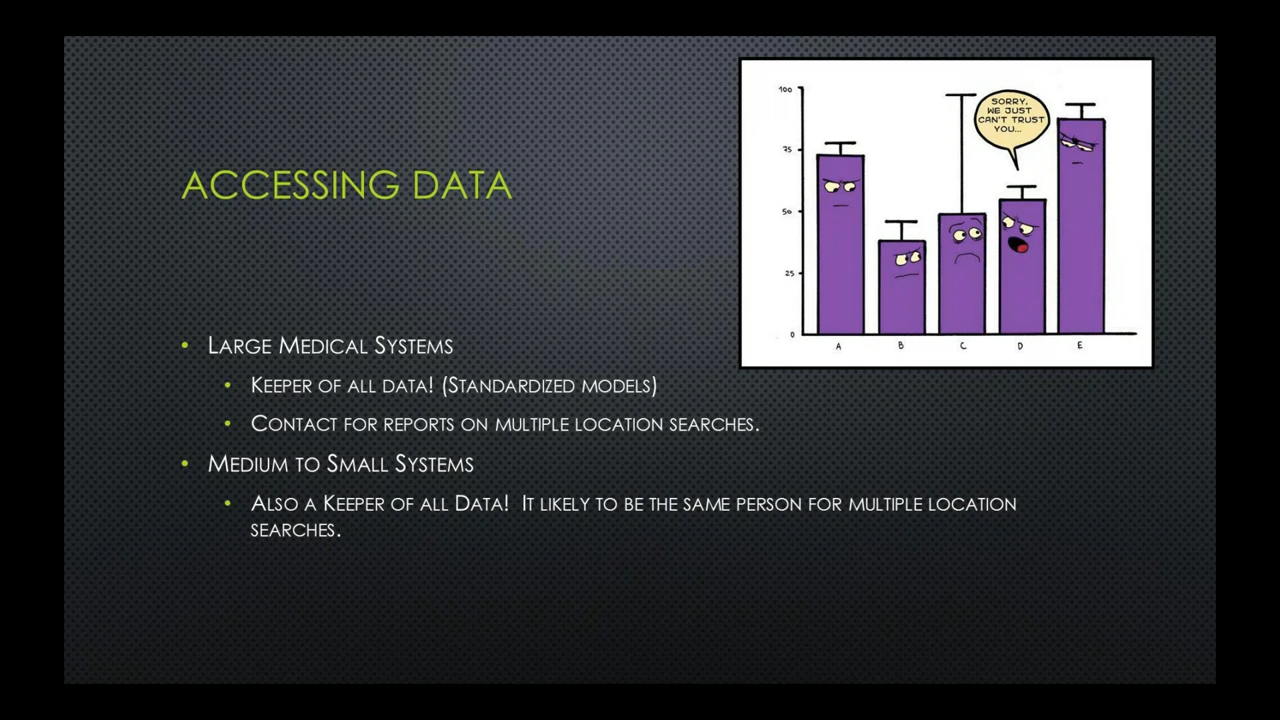 ACCESSING DATA
SORRY,
WE JUST
CAN'T TRUST
YOU...
100
75
50
25
0
A B C D E
• LARGE MEDICAL SYSTEMS
• KEEPER OF ALL DATA! (STANDARDIZED MODELS)
• CONTACT FOR REPORTS ON MULTIPLE LOCATION SEARCHES.
• MEDIUM TO SMALL SYSTEMS
• ALSO A KEEPER OF ALL DATA! IT LIKELY TO BE THE SAME PERSON FOR MULTIPLE LOCATION
SEARCHES.